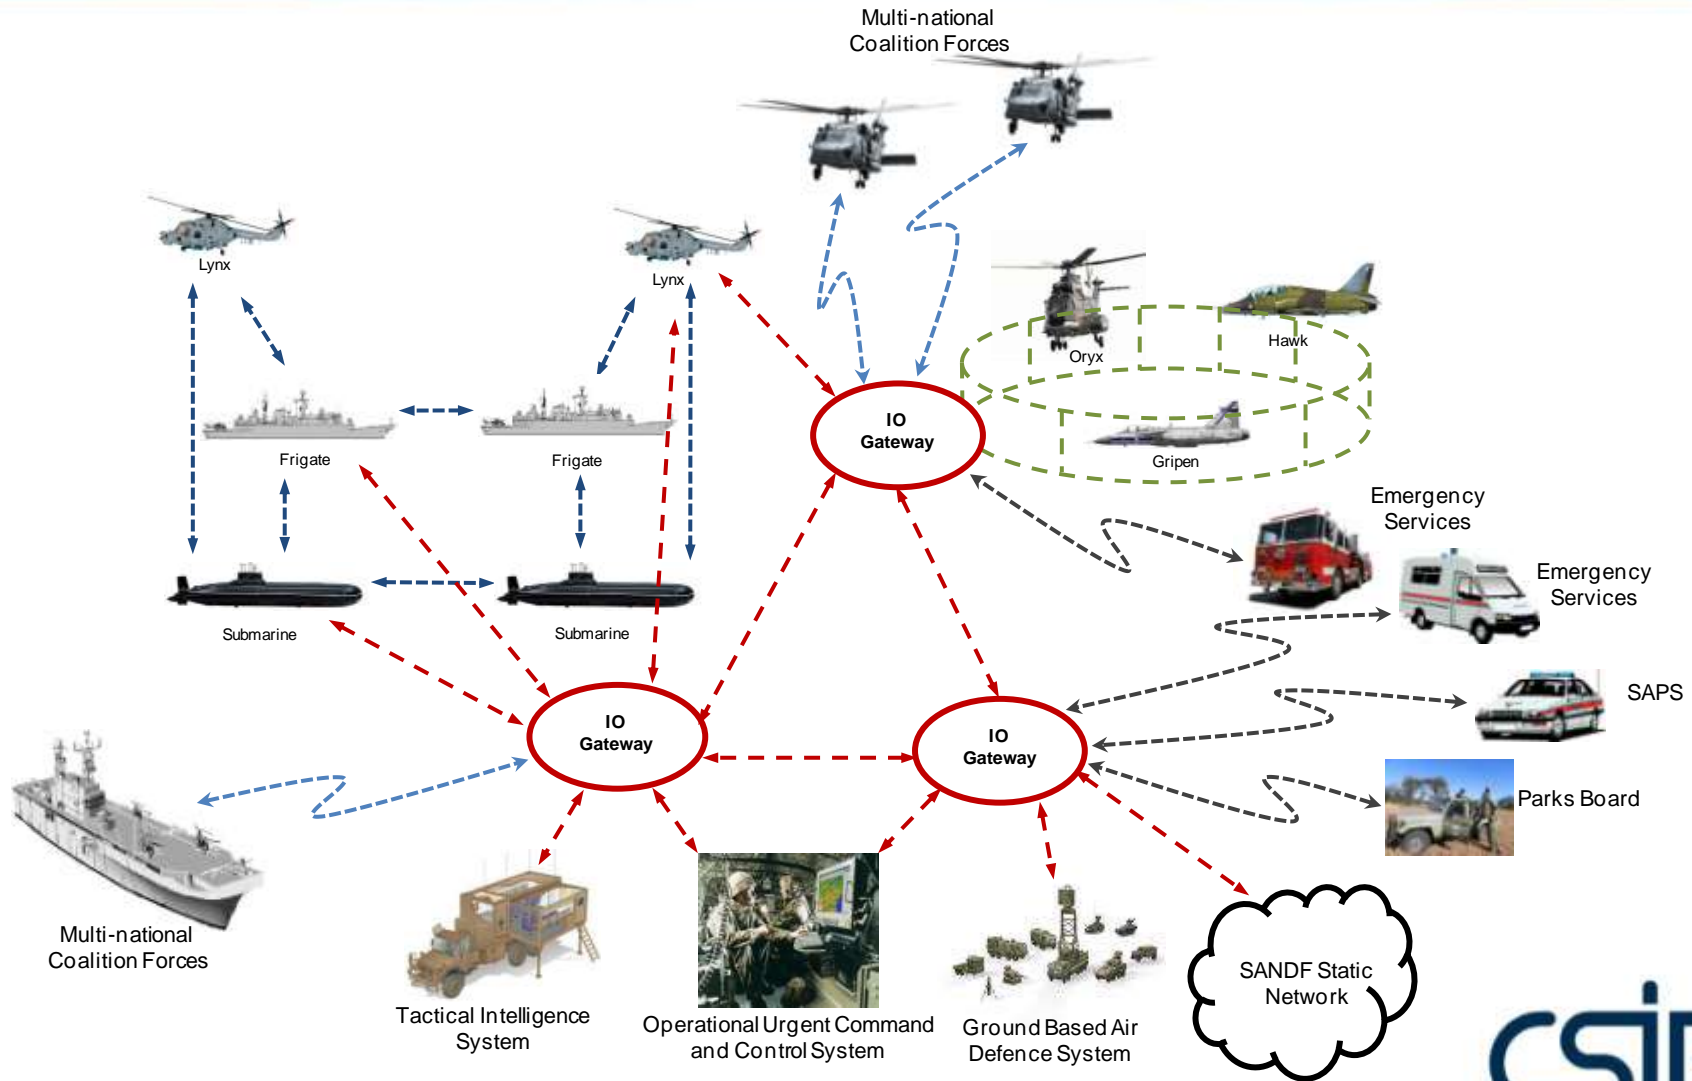 Multi-national
Coalition Forces
Lynx
Lynx
Oryx
Hawk
Gripen
IO
Gateway
Frigate
Frigate
Emergency
Services
Emergency
Services
Submarine
Submarine
SAPS
IO
Gateway
IO
Gateway
Parks Board
Multi-national
Coalition Forces
Tactical Intelligence
System
Operational Urgent Command
and Control System
Ground Based Air
Defence System
SANDF Static
Network
csir